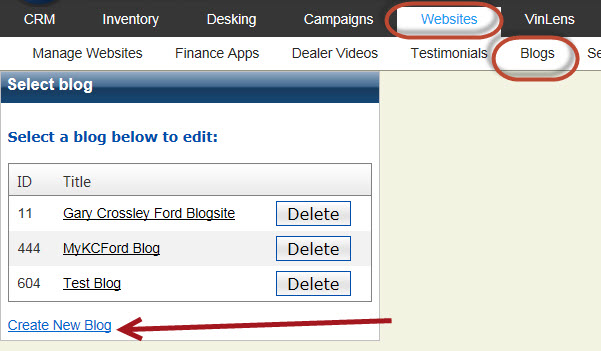 CRM Inventory Desking Campaigns Websites VinLens
Manage Websites Finance Apps Dealer Videos Testimonials Blogs Se
Select blog
Select a blog below to edit:
ID Title
11 Gary Crossley Ford Blogsite Delete
444 MyKCFord Blog Delete
604 Test Blog Delete
Create New Blog